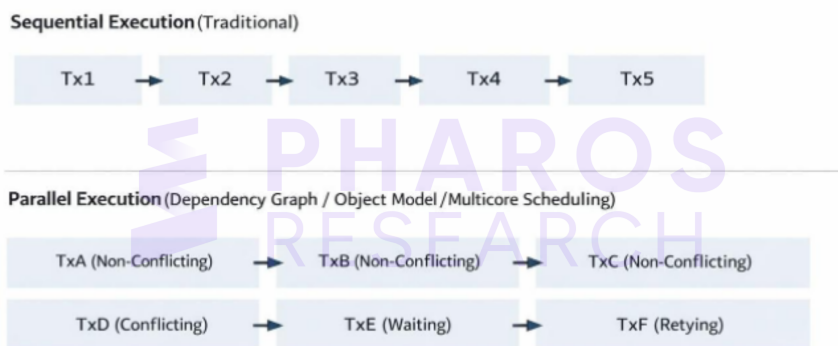 Sequential Execution (Traditional)
Tx1 Tx2 Tx3 Tx4 Tx5
PHAROS
RESEARCH
Parallel Execution (Dependency Graph / Object Model /Multicore Scheduling)
TxA (Non-Conflicting) TxB (Non-Conflicting) TxC (Non-Conflicting)
TxD (Conflicting) TxE (Waiting) TxF (Retying)